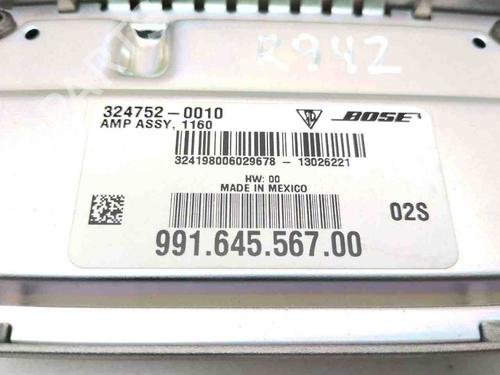 R942
324752-0010
AMP ASSY, 1160
BOSE
324198006029678 - 13026221
HW: 00
MADE IN MEXICO
02S
991.645.567.00